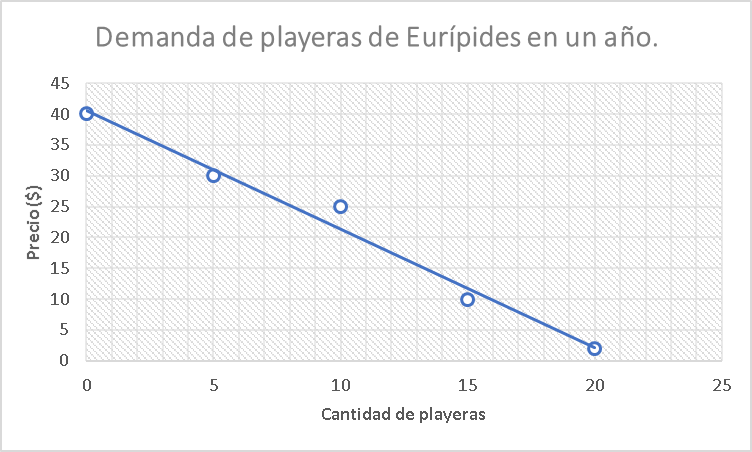 Demanda de playeras de Eurípides en un año.
45
40
35
30
25
20
15
10
5
0
Precio ($)
0 5 10 15 20 25
Cantidad de playeras